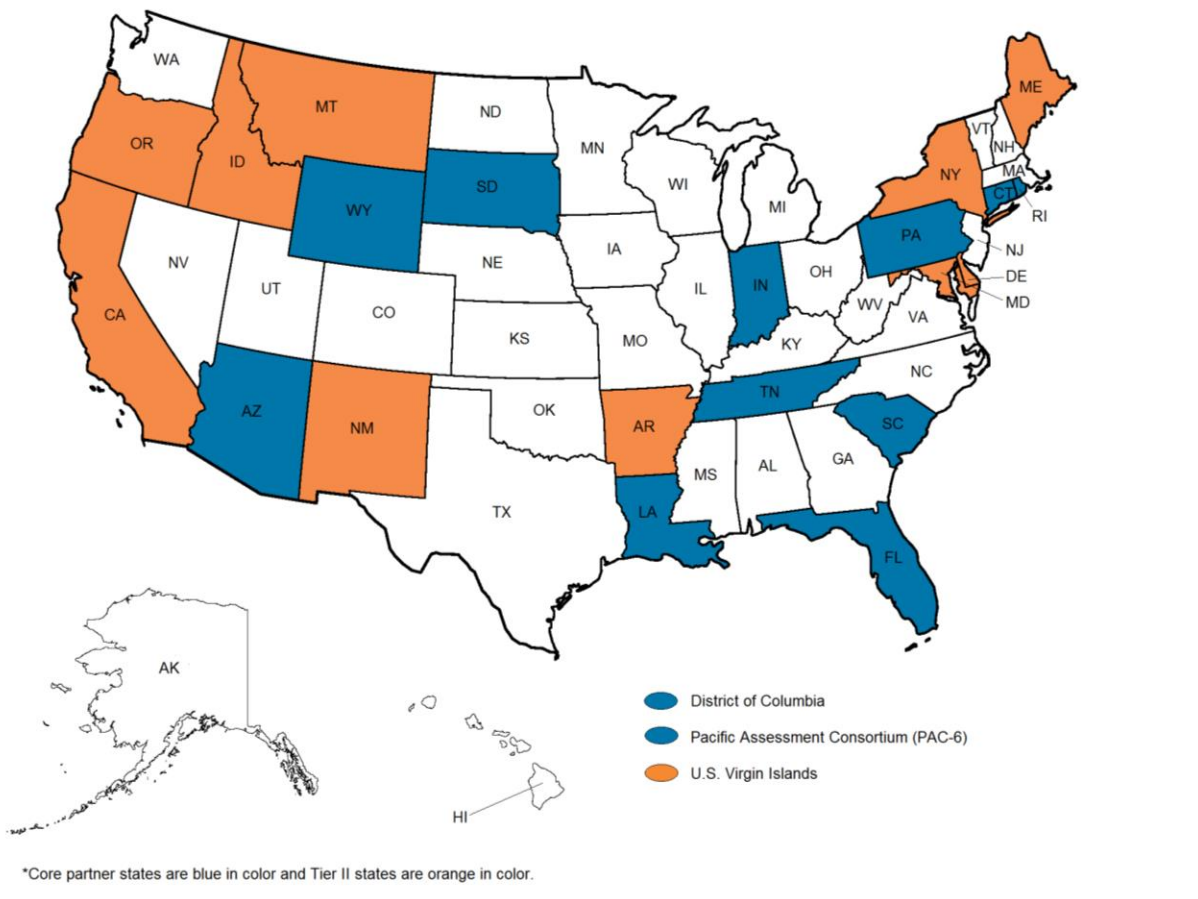 WA
MT
ND
MN
OR
ID
WY
SD
WI
MI
NY
VT
NH
ME
MA
CT
RI
NV
UT
NE
IA
PA
NJ
DE
MD
CA
CO
KS
MO
IL
IN
OH
WV
VA
KY
AZ
NM
OK
AR
TN
NC
SC
MS
AL
GA
TX
LA
FL
AK
HI
District of Columbia
Pacific Assessment Consortium (PAC-6)
U.S. Virgin Islands
*Core partner states are blue in color and Tier II states are orange in color.